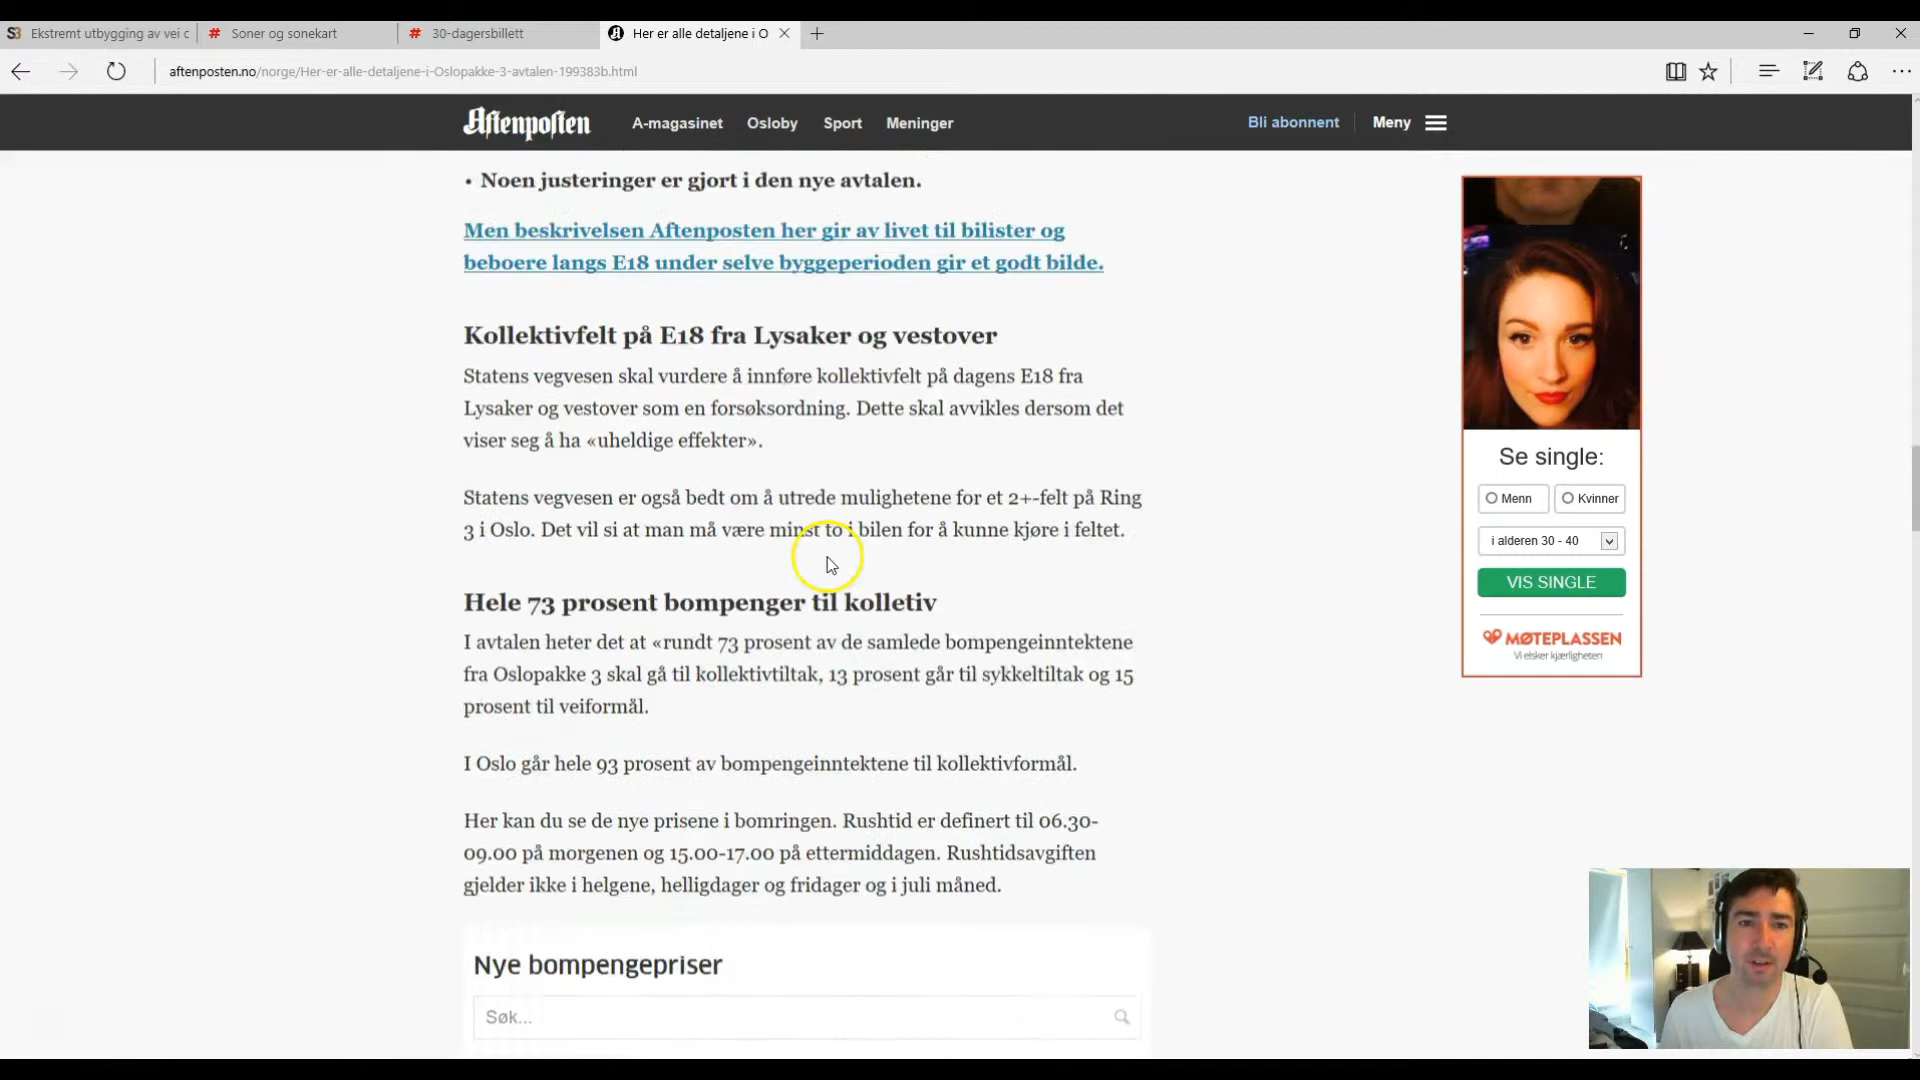 Ekstremt utbygging av vei c
Soner og sonekart
30-dagersbillett
Her er alle detaljene i O
aftenposten.no/norge/Her-er-alle-detaljene-i-Oslopakke-3-avtalen-199383b.html
Aftenposten
A-magasinet
Osloby
Sport
Meninger
Bli abonnent
Meny
• Noen justeringer er gjort i den nye avtalen.
Men beskrivelsen Aftenposten her gir av livet til bilister og
beboere langs E18 under selve byggeperioden gir et godt bilde.
Kollektivfelt på E18 fra Lysaker og vestover
Statens vegvesen skal vurdere å innføre kollektivfelt på dagens E18 fra
Lysaker og vestover som en forsøksordning. Dette skal avvikles dersom det
viser seg å ha «uheldige effekter».
Statens vegvesen er også bedt om å utrede mulighetene for et 2+-felt på Ring
3 i Oslo. Det vil si at man må være minst to i bilen for å kunne kjøre i feltet.
Hele 73 prosent bompenger til kolletiv
I avtalen heter det at «rundt 73 prosent av de samlede bompengeinntektene
fra Oslopakke 3 skal gå til kollektivtiltak, 13 prosent går til sykkeltiltak og 15
prosent til veiformål.
I Oslo går hele 93 prosent av bompengeinntektene til kollektivformål.
Her kan du se de nye prisene i bomringen. Rushtid er definert til 06.30-
09.00 på morgenen og 15.00-17.00 på ettermiddagen. Rushtidsavgiften
gjelder ikke i helgene, helligdager og fridager og i juli måned.
Nye bompengepriser
Søk...
Se single:
Menn
Kvinner
i alderen 30 - 40
VIS SINGLE
MØTEPLASSEN
Vi elsker kjærligheten